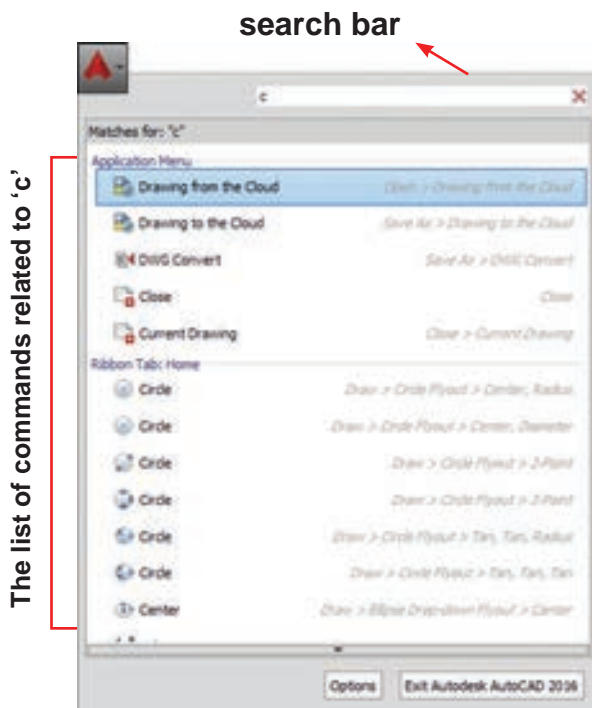 search bar
c
Matches for: "c"
Application Menu
Drawing from the Cloud Open > Drawing from the Cloud
Drawing to the Cloud Save As > Drawing to the Cloud
DWG Convert Save As > DWG Convert
Close Close
Current Drawing Close > Current Drawing
Ribbon Tab: Home
Circle Draw > Circle Flyout > Center, Radius
Circle Draw > Circle Flyout > Center, Diameter
Circle Draw > Circle Flyout > 2-Point
Circle Draw > Circle Flyout >
Circle Draw > Circle Flyout > Tan, Tan, Radius
Circle Draw > Circle Flyout > Tan, Tan, Tan
Center Draw > Ellipse Drop-down Flyout > Center
Options Exit Autodesk AutoCAD 2016
The list of commands related to ‘c’